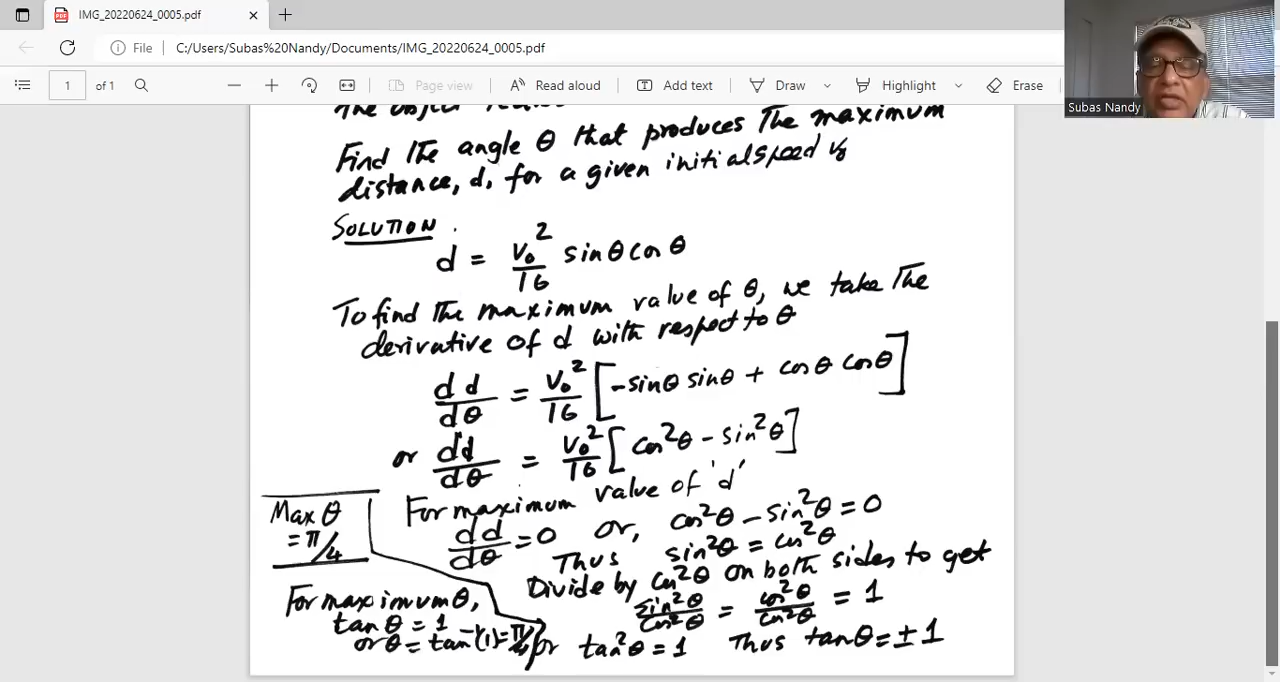 IMG_20220624_0005.pdf
File C:/Users/Subas%20Nandy/Documents/IMG_20220624_0005.pdf
1 of 1 Page view Read aloud Add text Draw Highlight Erase
Subas Nandy
The object
Find The angle θ That produces The maximum
distance, d, for a given initial speed v₀
SOLUTION.
d = v₀²/16 sinθ cosθ
To find The maximum value of θ, we take The
derivative of d with respect to θ
dd/dθ = v₀²/16 [-sinθ sinθ + cosθ cosθ]
or dd/dθ = v₀²/16 [cos²θ - sin²θ]
For maximum value of 'd'
dd/dθ = 0 or, cos²θ - sin²θ = 0
Thus sin²θ = cos²θ
Divide by cos²θ on both sides to get
sin²θ/cos²θ = cos²θ/cos²θ = 1
or tan²θ = 1 Thus tanθ = ±1
For maximum θ,
tanθ = 1
or θ = tan⁻¹(1) = π/4
Max θ
= π/4